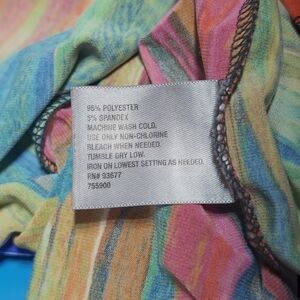 95% POLYESTER
5% SPANDEX
MACHINE WASH COLD.
USE ONLY NON-CHLORINE
BLEACH WHEN NEEDED.
TUMBLE DRY LOW.
IRON ON LOWEST SETTING AS NEEDED.
RN# 93677
755900